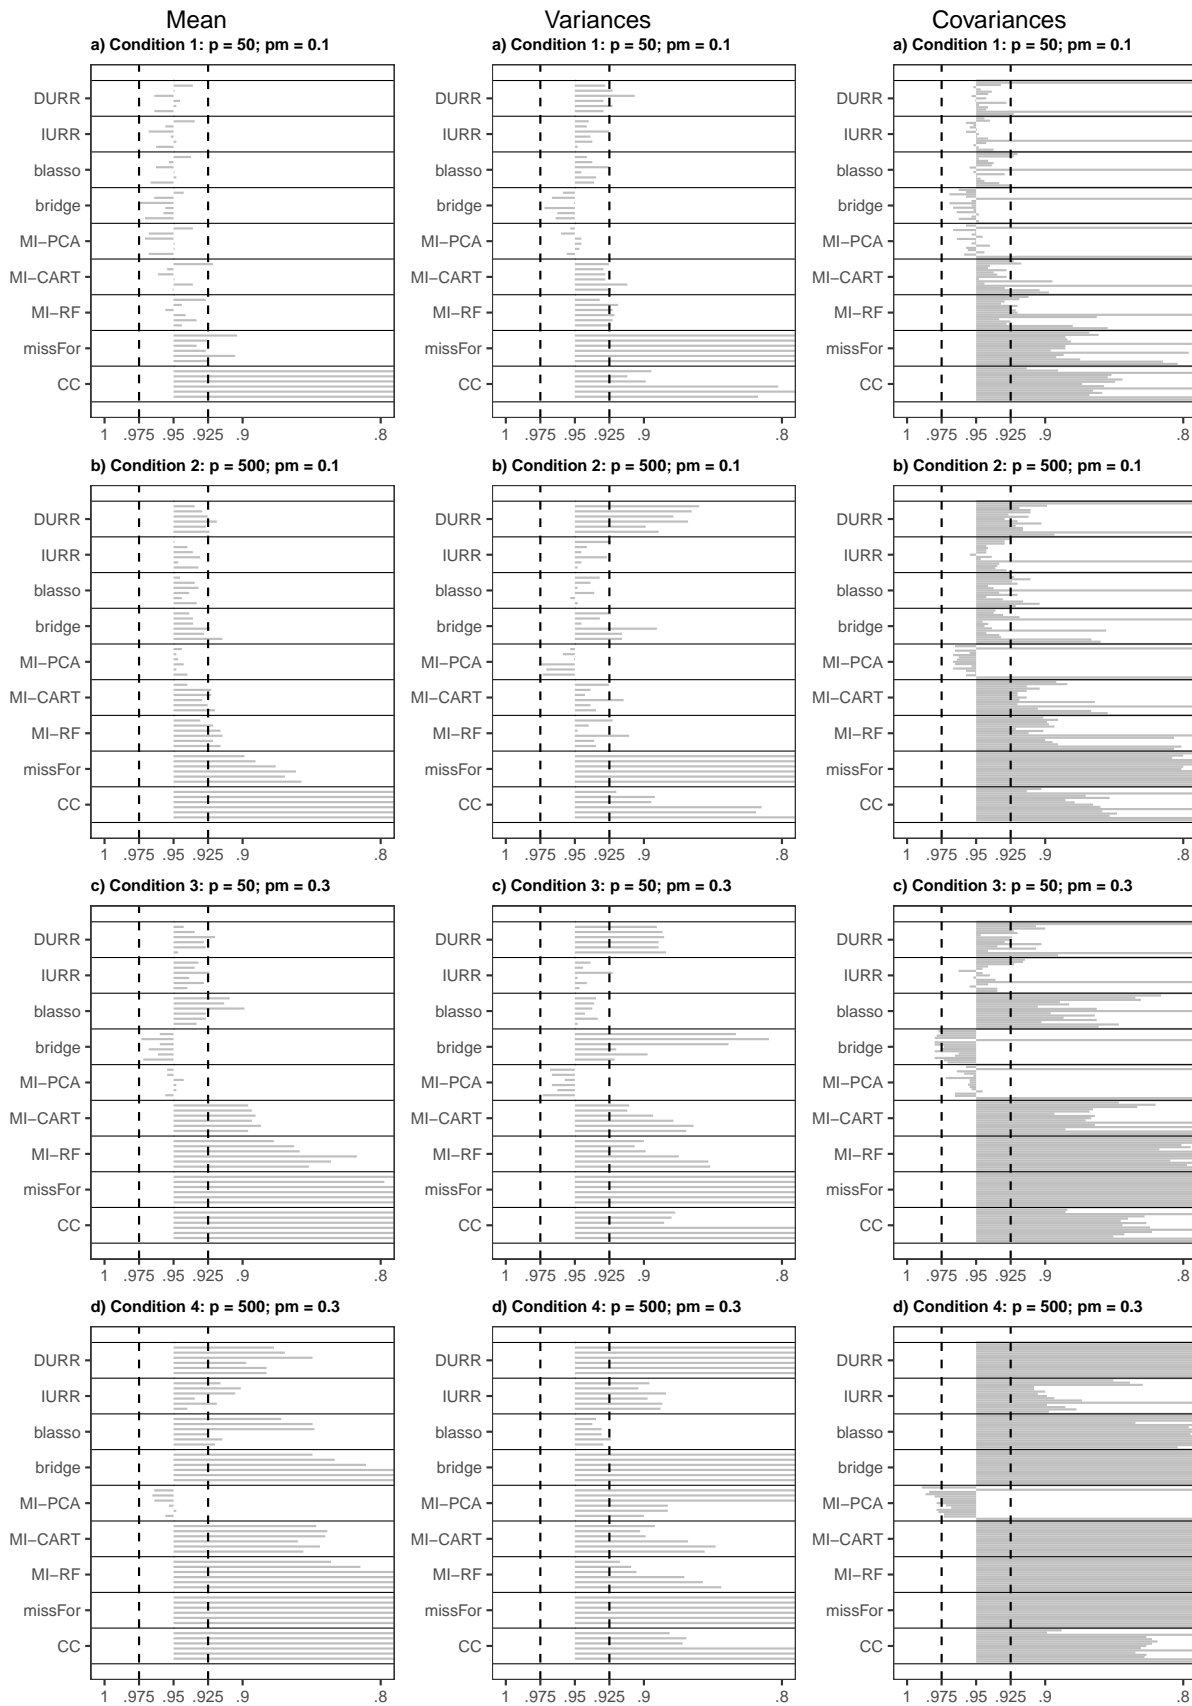 Mean Variances Covariances
a) Condition 1: p = 50; pm = 0.1 a) Condition 1: p = 50; pm = 0.1 a) Condition 1: p = 50; pm = 0.1
DURR DURR DURR
IURR IURR IURR
blasso blasso blasso
bridge bridge bridge
MI−PCA MI−PCA MI−PCA
MI−CART MI−CART MI−CART
MI−RF MI−RF MI−RF
missFor missFor missFor
CC CC CC
1 .975 .95 .925 .9 .8 1 .975 .95 .925 .9 .8 1 .975 .95 .925 .9 .8
b) Condition 2: p = 500; pm = 0.1 b) Condition 2: p = 500; pm = 0.1 b) Condition 2: p = 500; pm = 0.1
DURR DURR DURR
IURR IURR IURR
blasso blasso blasso
bridge bridge bridge
MI−PCA MI−PCA MI−PCA
MI−CART MI−CART MI−CART
MI−RF MI−RF MI−RF
missFor missFor missFor
CC CC CC
1 .975 .95 .925 .9 .8 1 .975 .95 .925 .9 .8 1 .975 .95 .925 .9 .8
c) Condition 3: p = 50; pm = 0.3 c) Condition 3: p = 50; pm = 0.3 c) Condition 3: p = 50; pm = 0.3
DURR DURR DURR
IURR IURR IURR
blasso blasso blasso
bridge bridge bridge
MI−PCA MI−PCA MI−PCA
MI−CART MI−CART MI−CART
MI−RF MI−RF MI−RF
missFor missFor missFor
CC CC CC
1 .975 .95 .925 .9 .8 1 .975 .95 .925 .9 .8 1 .975 .95 .925 .9 .8
d) Condition 4: p = 500; pm = 0.3 d) Condition 4: p = 500; pm = 0.3 d) Condition 4: p = 500; pm = 0.3
DURR DURR DURR
IURR IURR IURR
blasso blasso blasso
bridge bridge bridge
MI−PCA MI−PCA MI−PCA
MI−CART MI−CART MI−CART
MI−RF MI−RF MI−RF
missFor missFor missFor
CC CC CC
1 .975 .95 .925 .9 .8 1 .975 .95 .925 .9 .8 1 .975 .95 .925 .9 .8